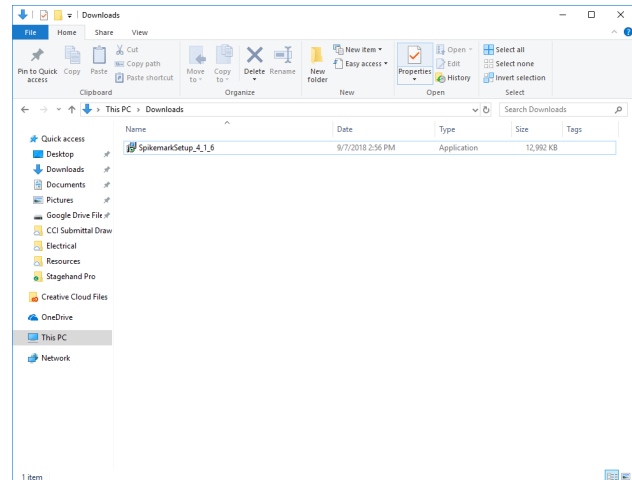 Downloads
File Home Share View
Pin to Quick access
Copy
Paste
Cut
Copy path
Paste shortcut
Clipboard
Move to
Copy to
Delete
Rename
Organize
New folder
New item
Easy access
New
Properties
Open
Edit
History
Open
Select all
Select none
Invert selection
Select
This PC > Downloads
Search Downloads
Name Date Type Size Tags
SpikemarkSetup_4_1_6 9/7/2018 2:56 PM Application 12,992 KB
Quick access
Desktop
Downloads
Documents
Pictures
Google Drive File
CCI Submittal Draw
Electrical
Resources
Stagehand Pro
Creative Cloud Files
OneDrive
This PC
Network
1 item